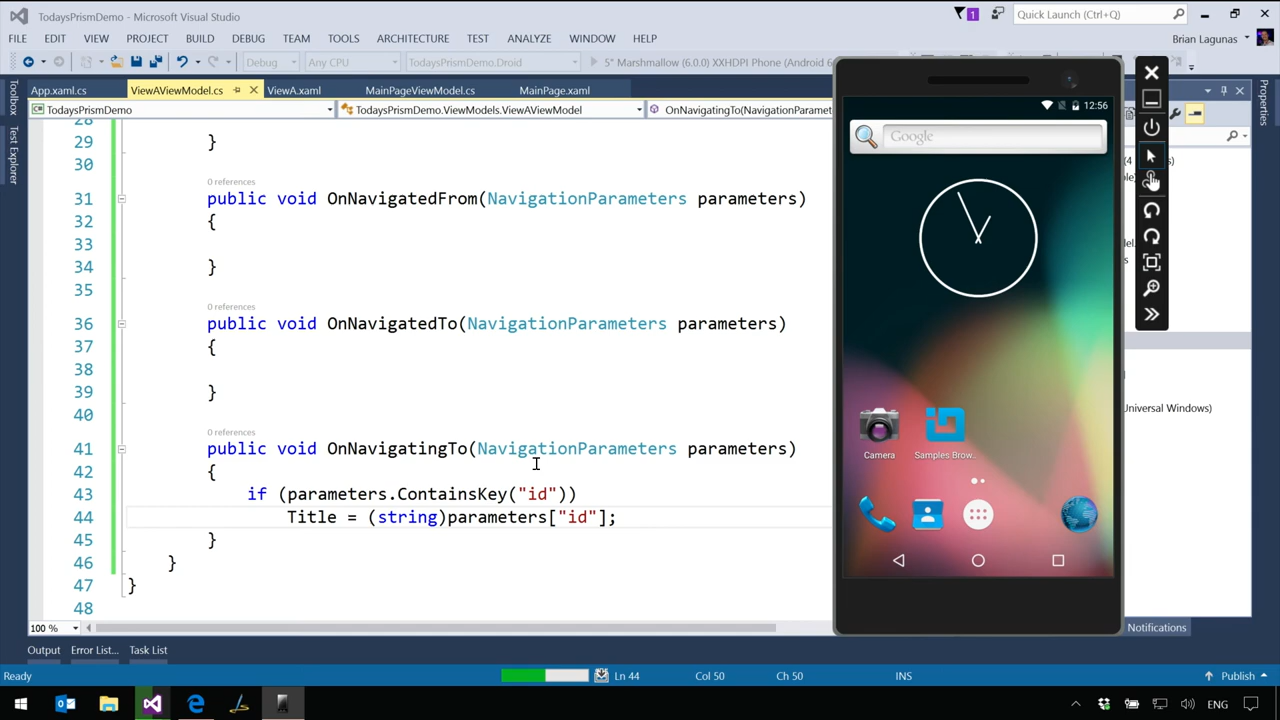 TodaysPrismDemo - Microsoft Visual Studio
1
Quick Launch (Ctrl+Q)
FILE EDIT VIEW PROJECT BUILD DEBUG TEAM TOOLS ARCHITECTURE TEST ANALYZE WINDOW HELP
Brian Lagunas
Debug Any CPU TodaysPrismDemo.Droid 5" Marshmallow (6.0.0) XXHDPI Phone (Android 6
App.xaml.cs ViewAViewModel.cs ViewA.xaml MainPageViewModel.cs MainPage.xaml
TodaysPrismDemo TodaysPrismDemo.ViewModels.ViewAViewModel OnNavigatingTo(NavigationParamet
Toolbox
Test Explorer
Properties
28
29 }
30
0 references
31 public void OnNavigatedFrom(NavigationParameters parameters)
32 {
33
34 }
35
0 references
36 public void OnNavigatedTo(NavigationParameters parameters)
37 {
38
39 }
40
0 references
41 public void OnNavigatingTo(NavigationParameters parameters)
42 {
43 if (parameters.ContainsKey("id"))
44 Title = (string)parameters["id"];
45 }
46 }
47 }
48
12:56
Google
Camera
Samples Brow..
Universal Windows)
100 %
Notifications
Output Error List... Task List
Ready Ln 44 Col 50 Ch 50 INS Publish
ENG